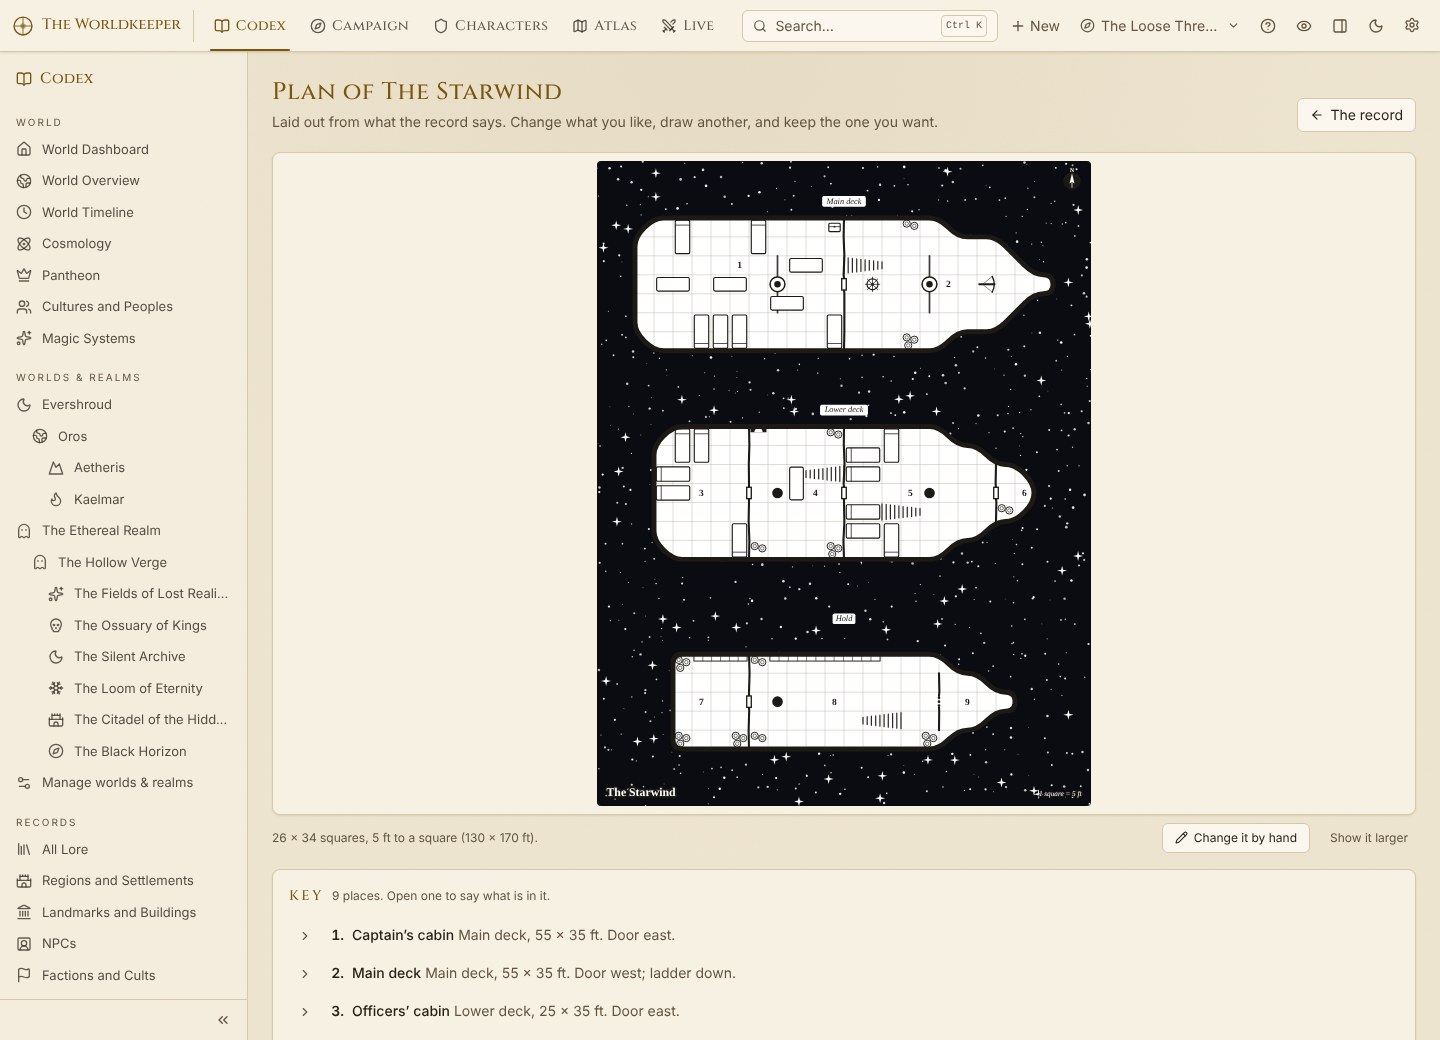 The Worldkeeper
Codex
Campaign
Characters
Atlas
Live
Search...
Ctrl K
New
The Loose Thre...
Codex
WORLD
World Dashboard
World Overview
World Timeline
Cosmology
Pantheon
Cultures and Peoples
Magic Systems
WORLDS & REALMS
Evershroud
Oros
Aetheris
Kaelmar
The Ethereal Realm
The Hollow Verge
The Fields of Lost Reali...
The Ossuary of Kings
The Silent Archive
The Loom of Eternity
The Citadel of the Hidd...
The Black Horizon
Manage worlds & realms
RECORDS
All Lore
Regions and Settlements
Landmarks and Buildings
NPCs
Factions and Cults
Plan of The Starwind
Laid out from what the record says. Change what you like, draw another, and keep the one you want.
The record
N
Main deck
1
2
Lower deck
3
4
5
6
Hold
7
8
9
The Starwind
1 square = 5 ft
26 × 34 squares, 5 ft to a square (130 × 170 ft).
Change it by hand
Show it larger
KEY 9 places. Open one to say what is in it.
1. Captain’s cabin Main deck, 55 × 35 ft. Door east.
2. Main deck Main deck, 55 × 35 ft. Door west; ladder down.
3. Officers’ cabin Lower deck, 25 × 35 ft. Door east.